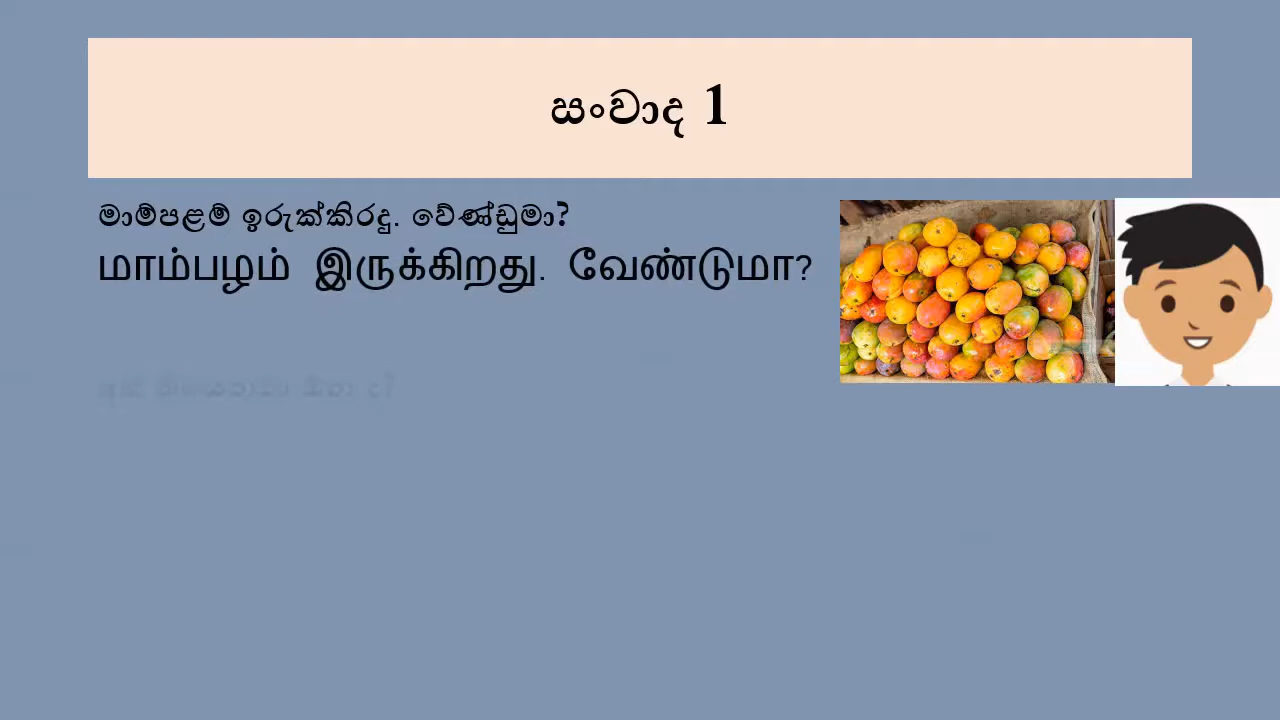 සංවාද 1
මාම්පළම් ඉරුක්කිරදු. වේණ්ඩුමා?
மாம்பழம் இருக்கிறது. வேண்டுமா?